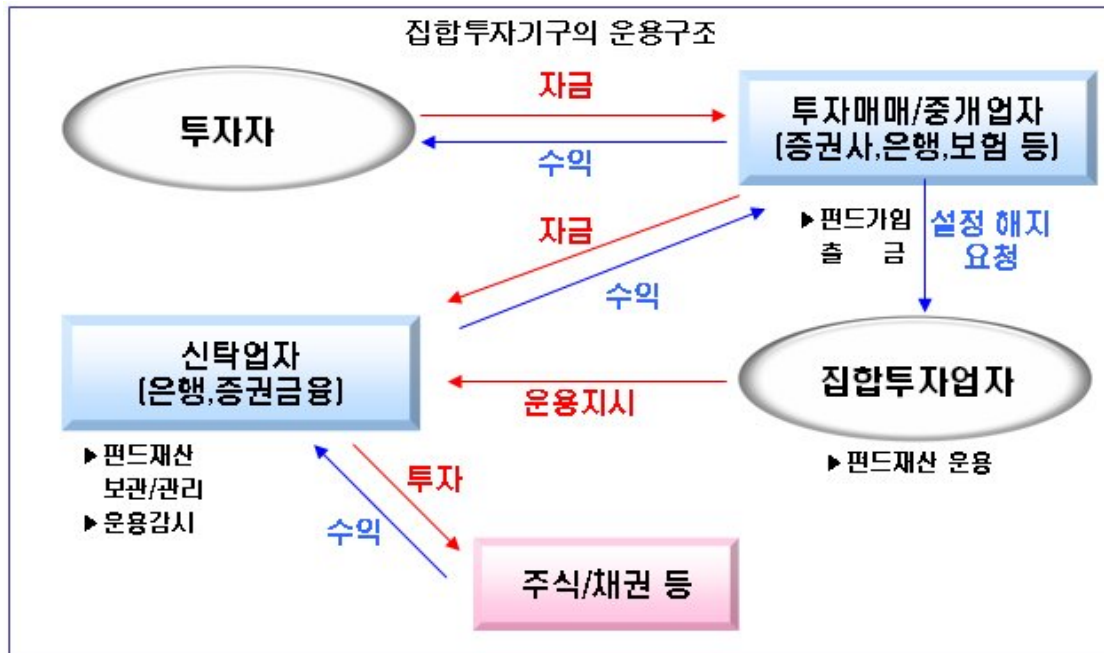 집합투자기구의 운용구조
투자자
자금
수익
투자매매/중개업자
(증권사,은행,보험 등)
자금
수익
▶펀드가입
출 금
설정 해지
요청
신탁업자
(은행,증권금융)
운용지시
집합투자업자
▶펀드재산
보관/관리
▶운용감시
▶펀드재산 운용
투자
수익
주식/채권 등